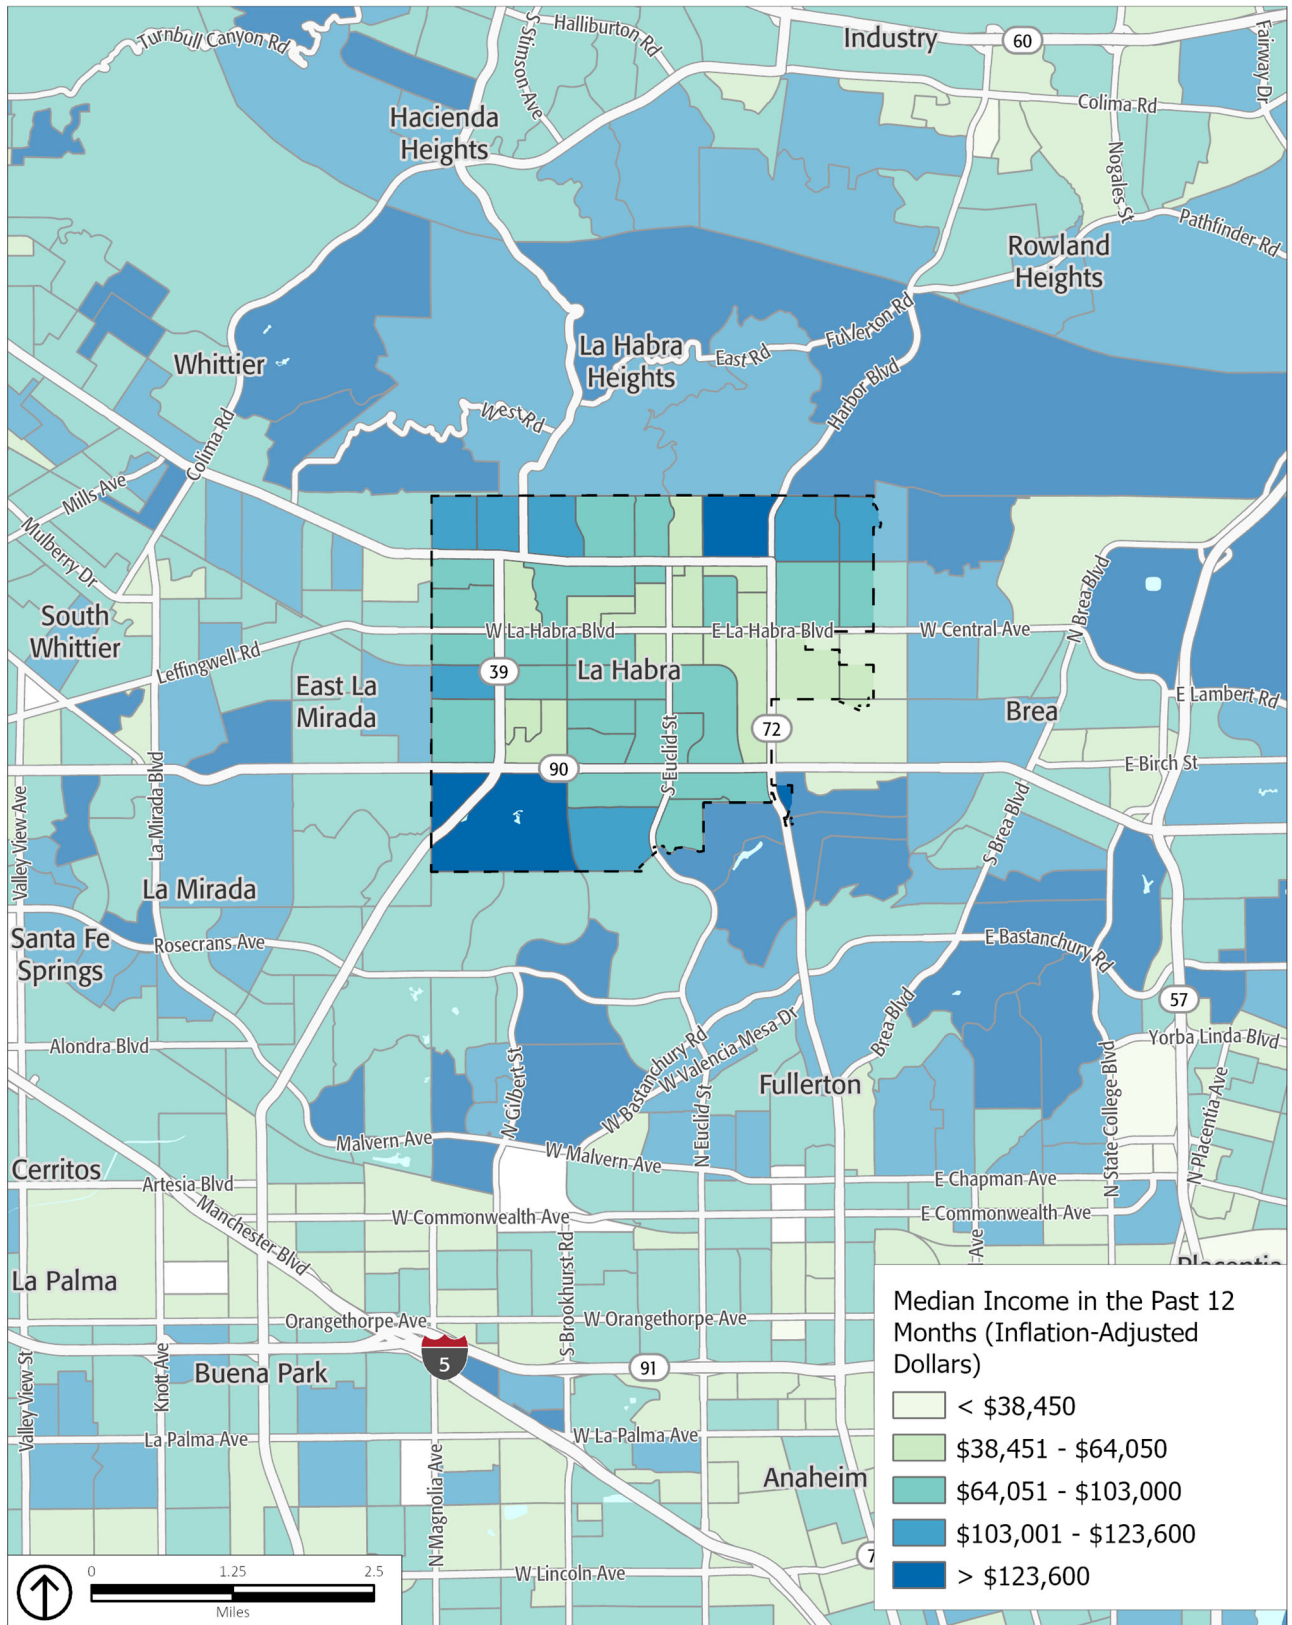 Turnbull Canyon Rd
S Stimson Ave
Halliburton Rd
Industry
60
Fairway Dr
Colima Rd
Hacienda
Heights
Nogales St
Pathfinder Rd
Rowland
Heights
Whittier
La Habra
Heights
East Rd
Fullerton Rd
Harbor Blvd
West Rd
Colima Rd
Mills Ave
Mulberry Dr
South
Whittier
Leffingwell Rd
W La Habra Blvd
E La Habra Blvd
W Central Ave
N Brea Blvd
39
La Habra
East La
Mirada
Brea
E Lambert Rd
72
S Euclid St
90
E Birch St
Valley View Ave
La Mirada Blvd
S Brea Blvd
La Mirada
Santa Fe
Springs
Rosecrans Ave
E Bastanchury Rd
57
Alondra Blvd
Brea Blvd
Yorba Linda Blvd
W Bastanchury Rd
W Valencia Mesa Dr
Fullerton
N Gilbert St
N Euclid St
N State College Blvd
N Placentia Ave
Malvern Ave
W Malvern Ave
Cerritos
Artesia Blvd
E Chapman Ave
Manchester Blvd
W Commonwealth Ave
E Commonwealth Ave
Ave
La Palma
Placentia
S Brookhurst Rd
Orangethorpe Ave
W Orangethorpe Ave
5
91
Valley View St
Knott Ave
Buena Park
La Palma Ave
W La Palma Ave
N Magnolia Ave
Anaheim
W Lincoln Ave
Median Income in the Past 12
Months (Inflation-Adjusted
Dollars)
< $38,450
$38,451 - $64,050
$64,051 - $103,000
$103,001 - $123,600
> $123,600
0 1.25 2.5
Miles